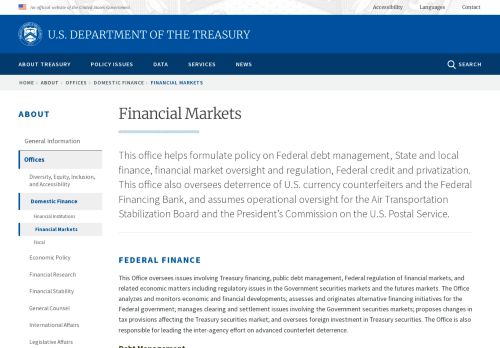 An official website of the United States Government
Accessibility Languages Contact
U.S. DEPARTMENT OF THE TREASURY
ABOUT TREASURY POLICY ISSUES DATA SERVICES NEWS SEARCH
HOME ABOUT OFFICES DOMESTIC FINANCE FINANCIAL MARKETS
ABOUT
General Information
Offices
Diversity, Equity, Inclusion,
and Accessibility
Domestic Finance
Financial Institutions
Financial Markets
Fiscal
Economic Policy
Financial Research
Financial Stability
General Counsel
International Affairs
Legislative Affairs
Financial Markets
This office helps formulate policy on Federal debt management, State and local
finance, financial market oversight and regulation, Federal credit and privatization.
This office also oversees deterrence of U.S. currency counterfeiters and the Federal
Financing Bank, and assumes operational oversight for the Air Transportation
Stabilization Board and the President's Commission on the U.S. Postal Service.
FEDERAL FINANCE
This Office oversees issues involving Treasury financing, public debt management, Federal regulation of financial markets, and
related economic matters including regulatory issues in the Government securities markets and the futures markets. The Office
analyzes and monitors economic and financial developments; assesses and originates alternative financing initiatives for the
Federal government; manages clearing and settlement issues involving the Government securities markets; proposes changes in
tax provisions affecting the Treasury securities market; and oversees foreign investment in Treasury securities. The Office is also
responsible for leading the inter-agency effort on advanced counterfeit deterrence.
Debt Management